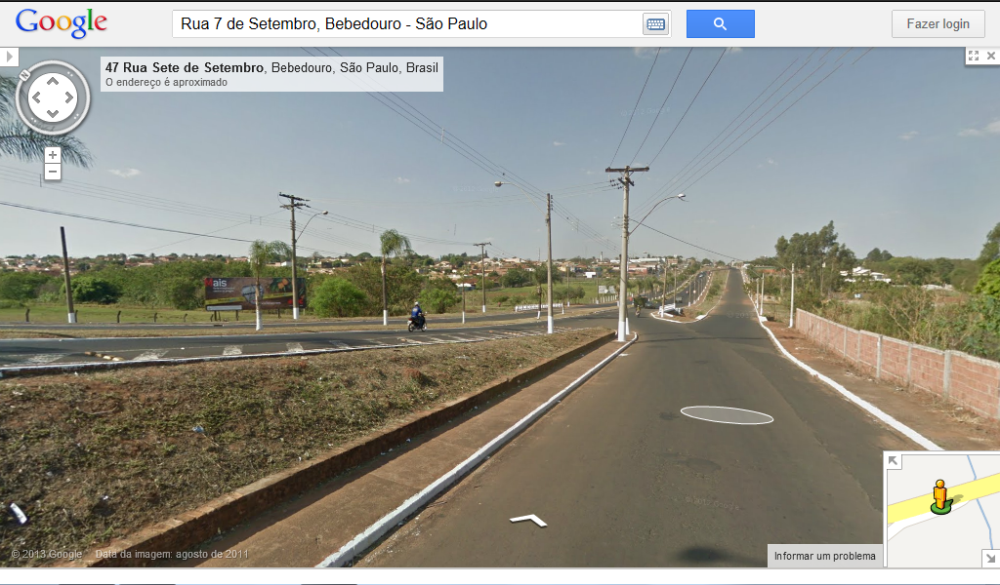 Google
Rua 7 de Setembro, Bebedouro - São Paulo
Fazer login
47 Rua Sete de Setembro, Bebedouro, São Paulo, Brasil
O endereço é aproximado
N
ais
© 2013 Google Data da imagem: agosto de 2011
Informar um problema